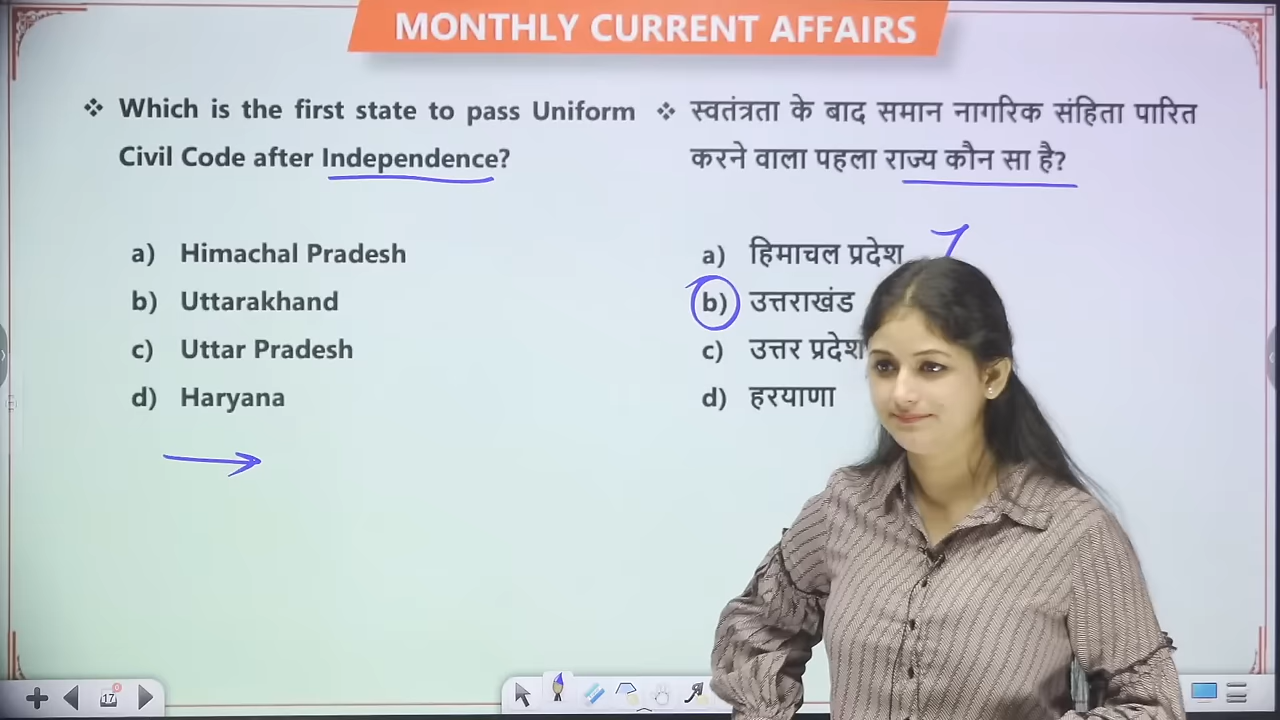 MONTHLY CURRENT AFFAIRS
❖ Which is the first state to pass Uniform
Civil Code after Independence?
a) Himachal Pradesh
b) Uttarakhand
c) Uttar Pradesh
d) Haryana
❖ स्वतंत्रता के बाद समान नागरिक संहिता पारित
करने वाला पहला राज्य कौन सा है?
a) हिमाचल प्रदेश
b) उत्तराखंड
c) उत्तर प्रदेश
d) हरयाणा
17